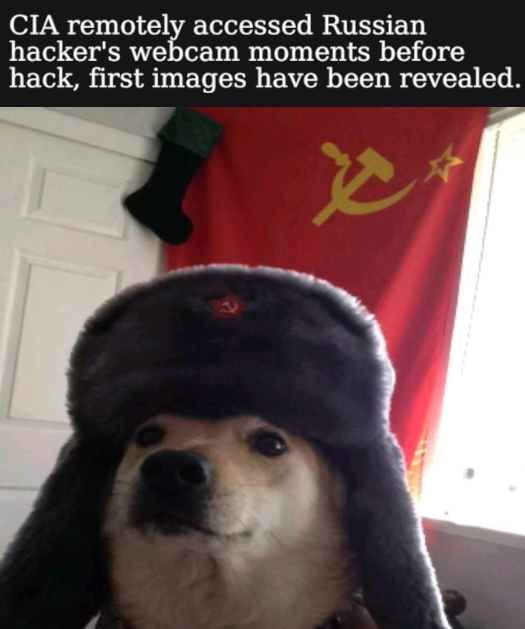 CIA remotely accessed Russian
hacker's webcam moments before
hack, first images have been revealed.